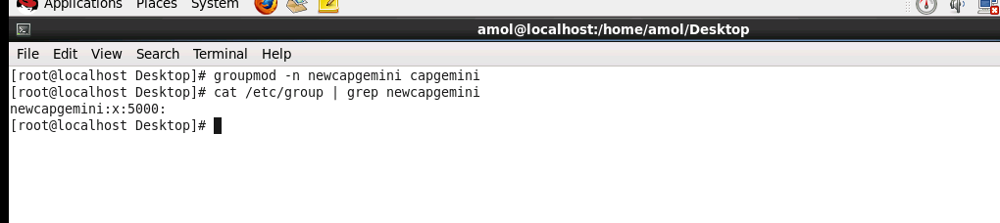 Applications Places System
amol@localhost:/home/amol/Desktop
File Edit View Search Terminal Help
[root@localhost Desktop]# groupmod -n newcapgemini capgemini
[root@localhost Desktop]# cat /etc/group | grep newcapgemini
newcapgemini:x:5000:
[root@localhost Desktop]#